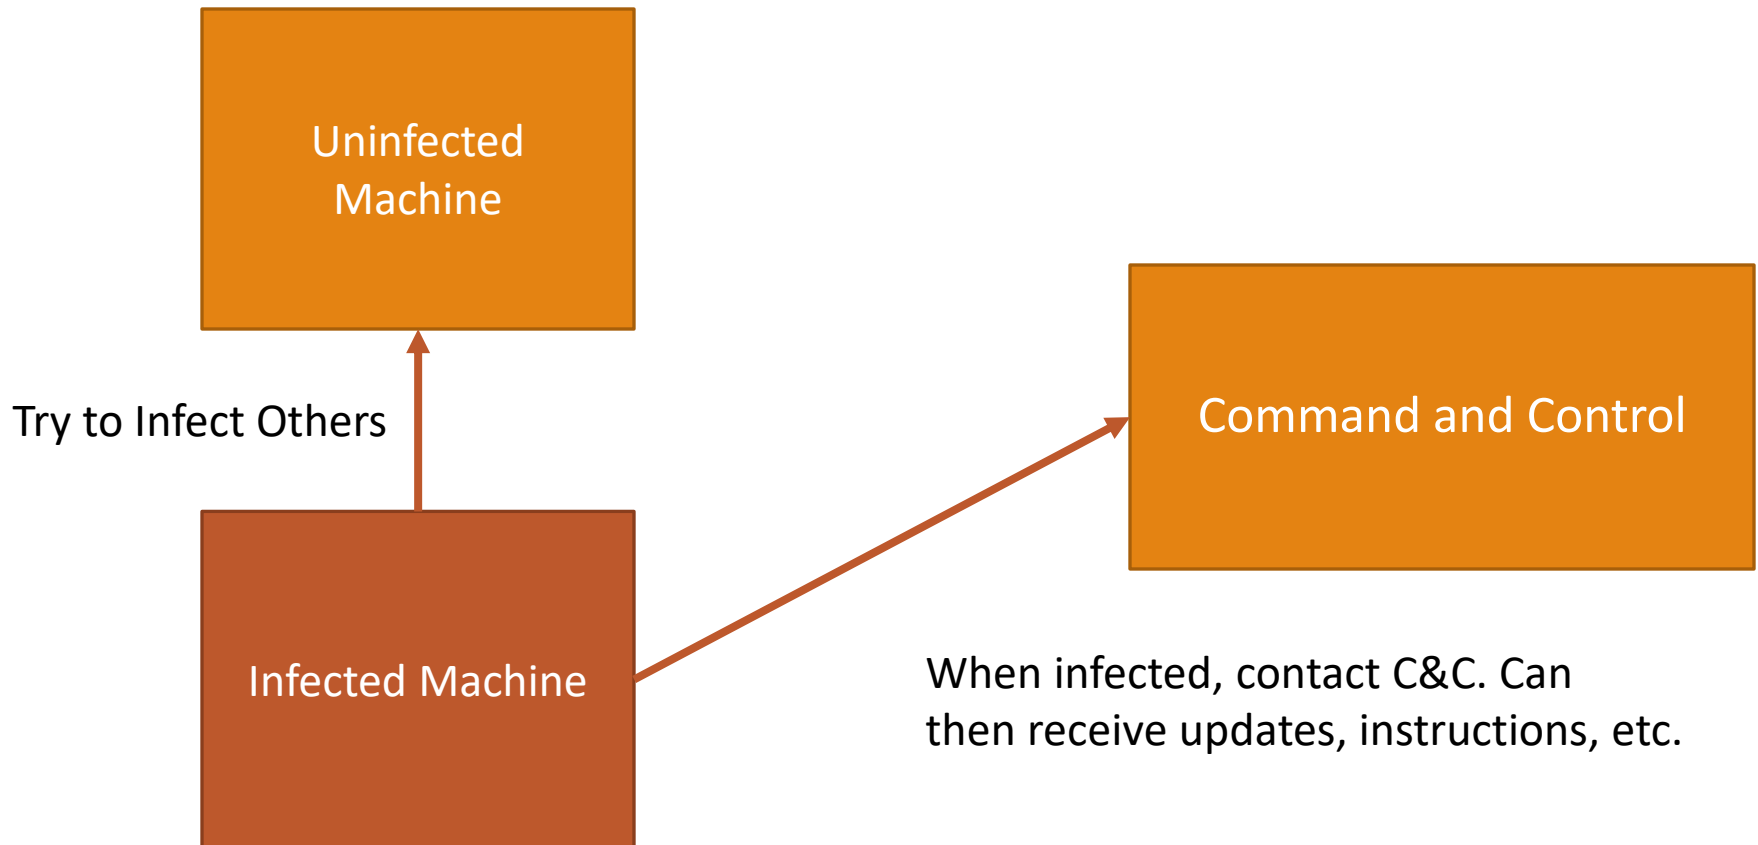 Uninfected
Machine
Try to Infect Others
Command and Control
Infected Machine
When infected, contact C&C. Can
then receive updates, instructions, etc.